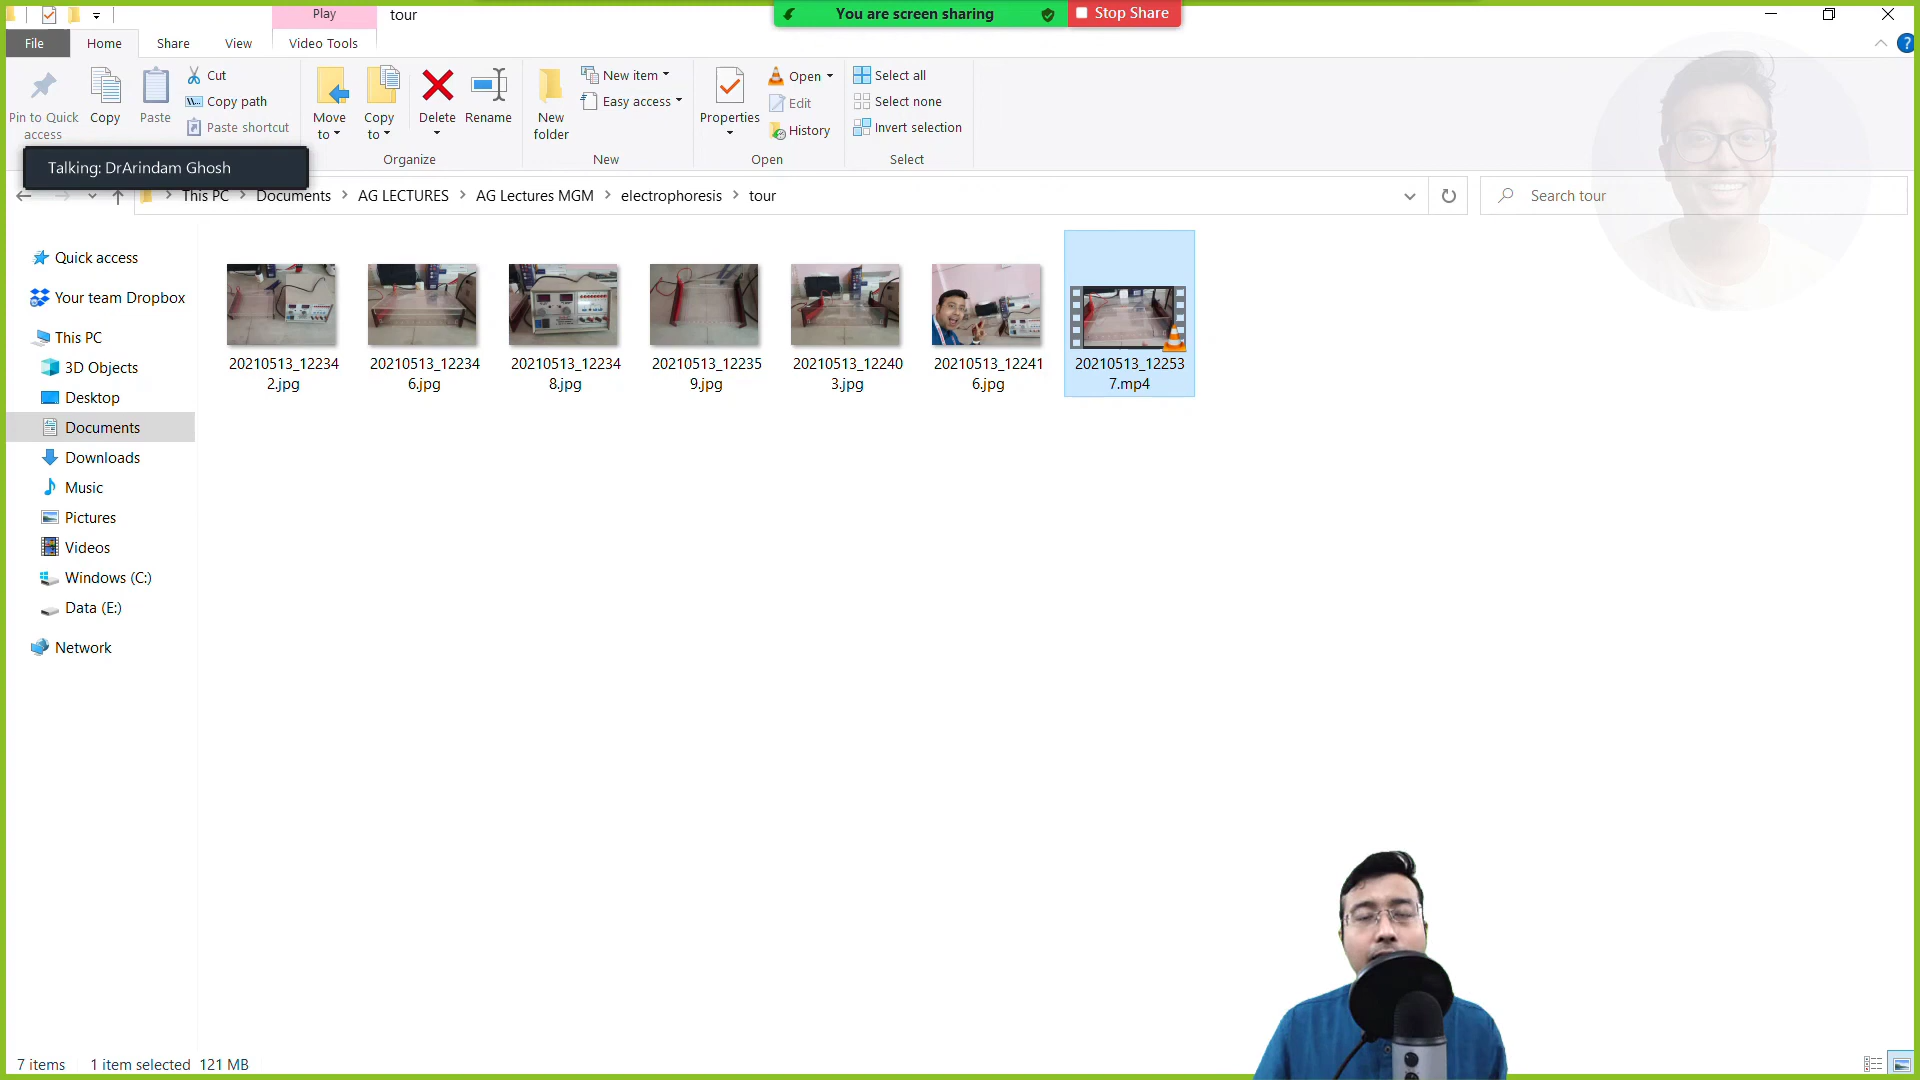 Play
tour
You are screen sharing
Stop Share
File
Home
Share
View
Video Tools
?
Pin to Quick
access
Copy
Paste
Cut
Copy path
Paste shortcut
Move
to
Copy
to
Delete
Rename
Organize
New
folder
New item
Easy access
New
Properties
Open
Edit
History
Open
Select all
Select none
Invert selection
Select
Talking: DrArindam Ghosh
This PC
Documents
AG LECTURES
AG Lectures MGM
electrophoresis
tour
Search tour
Quick access
Your team Dropbox
This PC
3D Objects
Desktop
Documents
Downloads
Music
Pictures
Videos
Windows (C:)
Data (E:)
Network
20210513_12234
2.jpg
20210513_12234
6.jpg
20210513_12234
8.jpg
20210513_12235
9.jpg
20210513_12240
3.jpg
20210513_12241
6.jpg
20210513_12253
7.mp4
7 items
1 item selected
121 MB